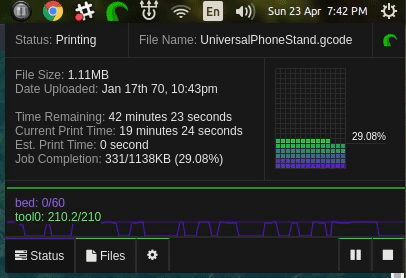 En
Sun 23 Apr 7:42 PM
Status: Printing
File Name: UniversalPhoneStand.gcode
File Size: 1.11MB
Date Uploaded: Jan 17th 70, 10:43pm
Time Remaining: 42 minutes 23 seconds
Current Print Time: 19 minutes 24 seconds
Est. Print Time: 0 second
Job Completion: 331/1138KB (29.08%)
29.08%
bed: 0/60
tool0: 210.2/210
Status
Files